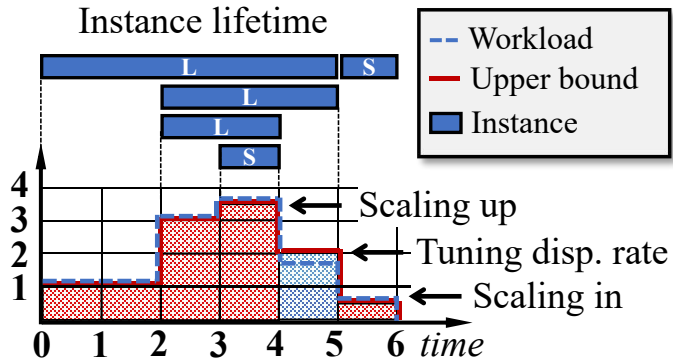 Instance lifetime
Workload
Upper bound
Instance
L
S
L
L
S
4
3
2
1
Scaling up
Tuning disp. rate
Scaling in
0 1 2 3 4 5 6 time